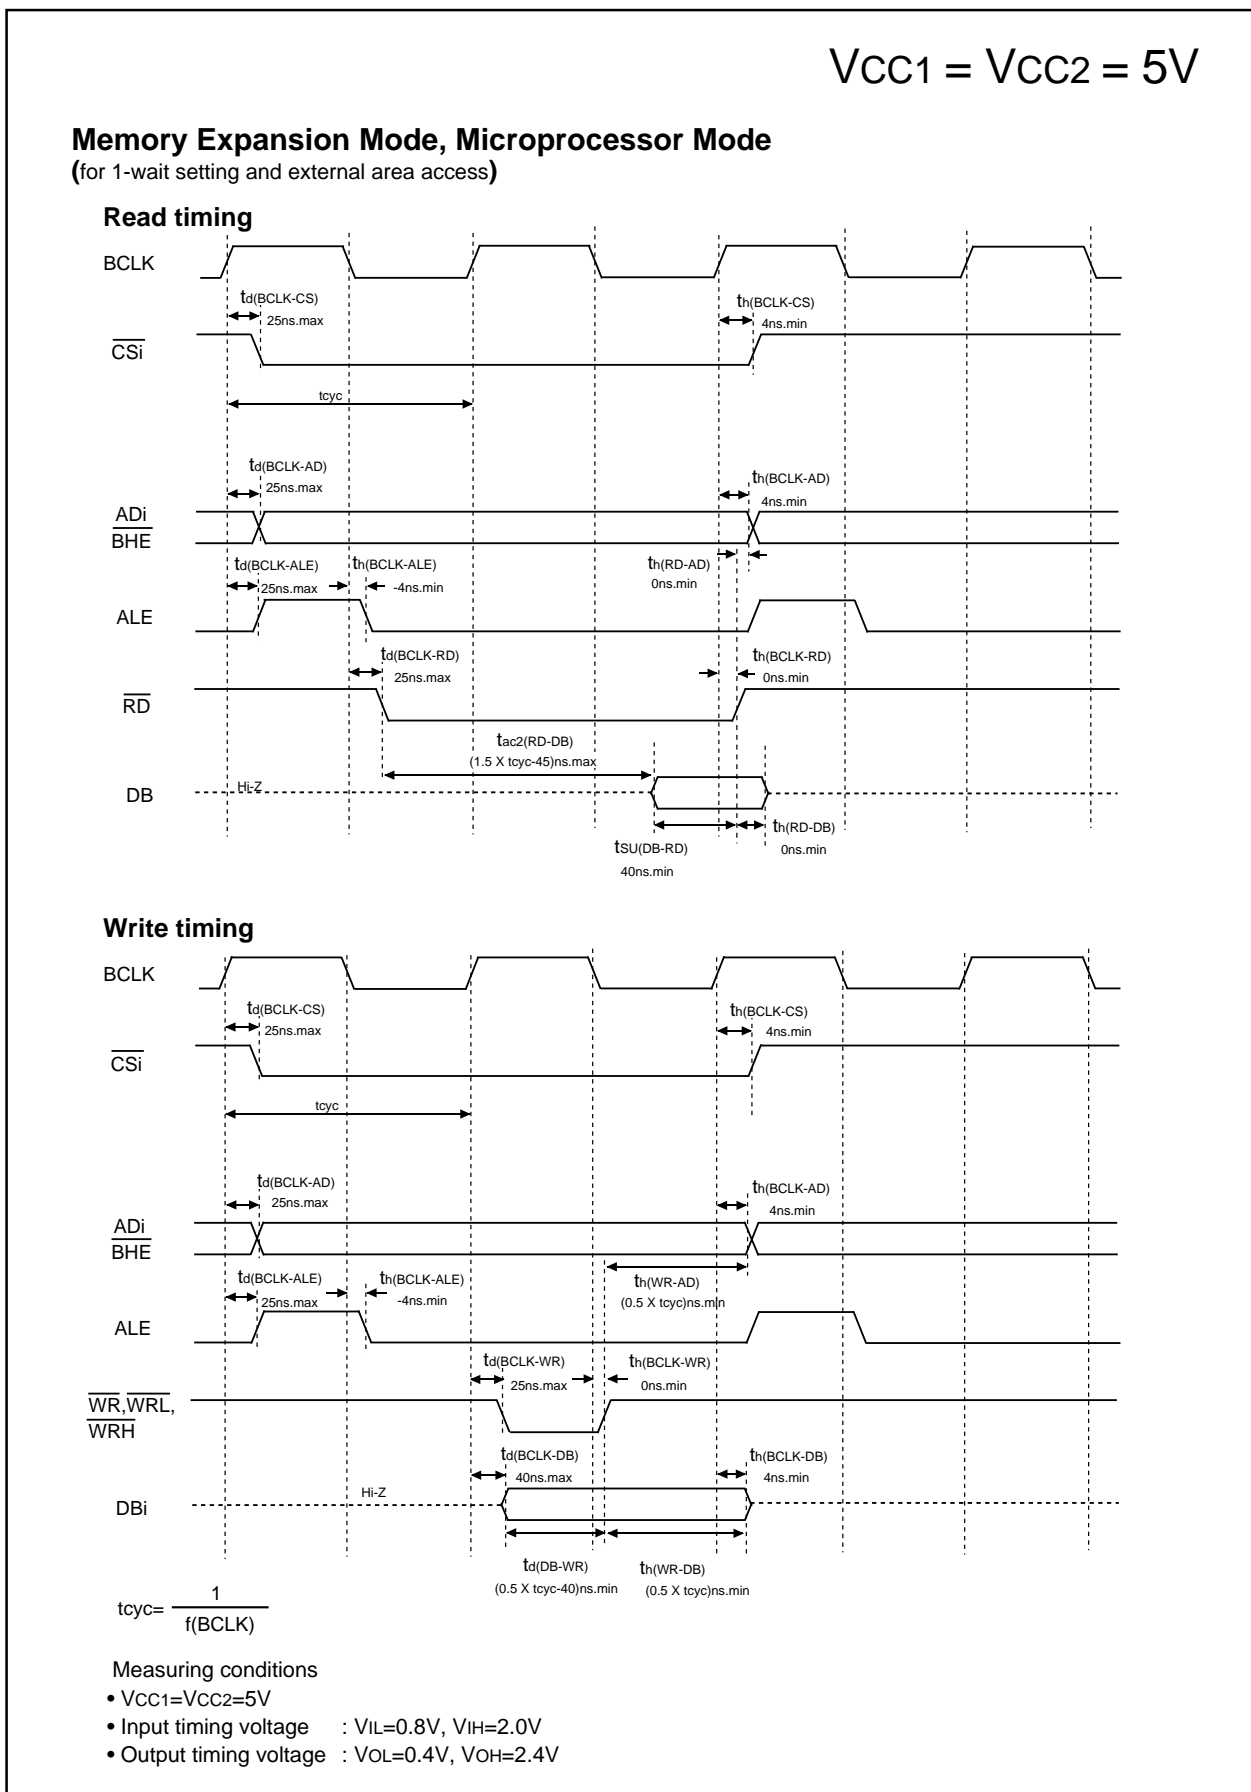 VCC1 = VCC2 = 5V
Memory Expansion Mode, Microprocessor Mode
(for 1-wait setting and external area access)
Read timing
BCLK
td(BCLK-CS)
25ns.max
th(BCLK-CS)
4ns.min
CSi
tcyc
td(BCLK-AD)
25ns.max
th(BCLK-AD)
4ns.min
ADi
BHE
td(BCLK-ALE)
25ns.max
th(BCLK-ALE)
-4ns.min
th(RD-AD)
0ns.min
ALE
td(BCLK-RD)
25ns.max
th(BCLK-RD)
0ns.min
RD
tac2(RD-DB)
(1.5 X tcyc-45)ns.max
DB
Hi-Z
tSU(DB-RD)
40ns.min
th(RD-DB)
0ns.min
Write timing
BCLK
td(BCLK-CS)
25ns.max
th(BCLK-CS)
4ns.min
CSi
tcyc
td(BCLK-AD)
25ns.max
th(BCLK-AD)
4ns.min
ADi
BHE
td(BCLK-ALE)
25ns.max
th(BCLK-ALE)
-4ns.min
th(WR-AD)
(0.5 X tcyc)ns.min
ALE
td(BCLK-WR)
25ns.max
th(BCLK-WR)
0ns.min
WR,WRL,
WRH
td(BCLK-DB)
40ns.max
th(BCLK-DB)
4ns.min
DBi
Hi-Z
td(DB-WR)
(0.5 X tcyc-40)ns.min
th(WR-DB)
(0.5 X tcyc)ns.min
tcyc= 1
f(BCLK)
Measuring conditions
• VCC1=VCC2=5V
• Input timing voltage : VIL=0.8V, VIH=2.0V
• Output timing voltage : VOL=0.4V, VOH=2.4V